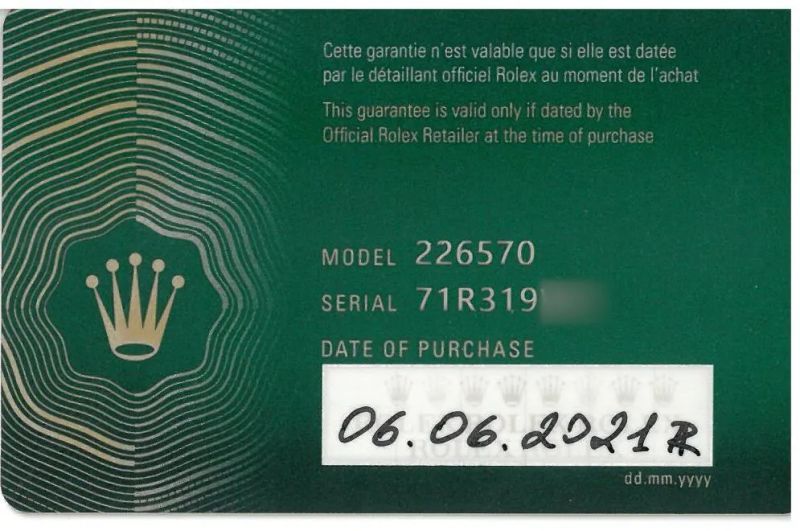 Cette garantie n'est valable que si elle est datée
par le détaillant officiel Rolex au moment de l'achat
This guarantee is valid only if dated by the
Official Rolex Retailer at the time of purchase
MODEL 226570
SERIAL 71R319
DATE OF PURCHASE
06.06.2021
dd.mm.yyyy